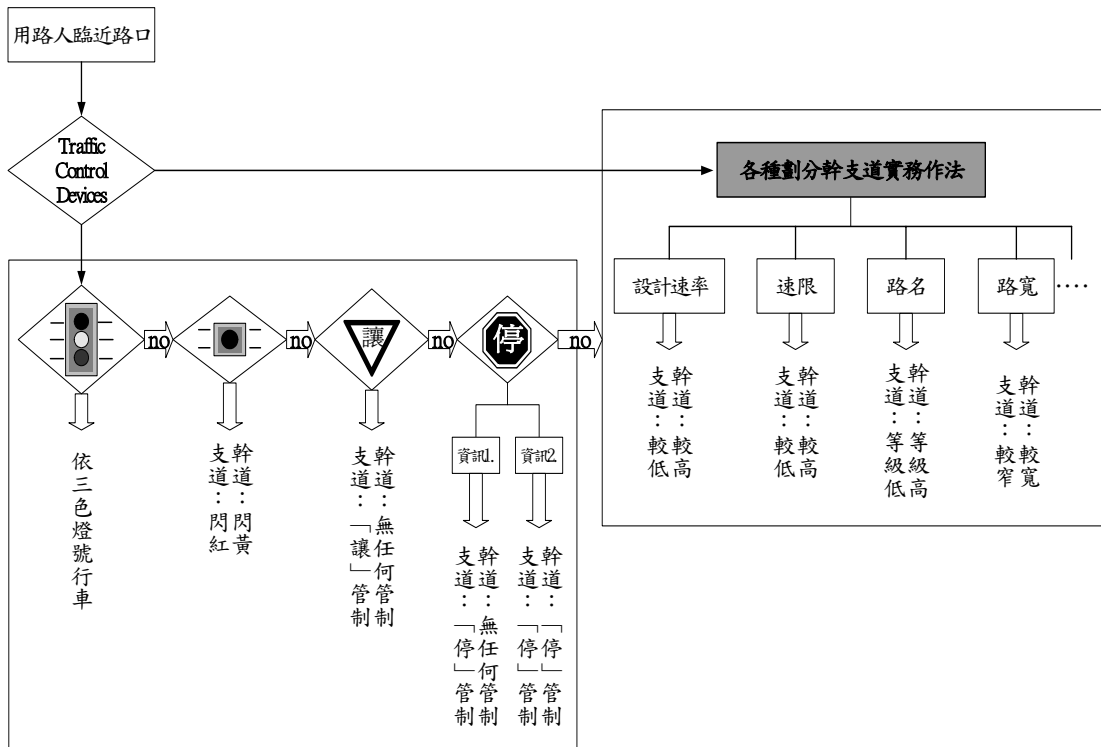 用路人臨近路口
Traffic
Control
Devices
各種劃分幹支道實務作法
設計速率
速限
路名
路寬
‥‥
幹道：較高
支道：較低
幹道：較高
支道：較低
幹道：等級高
支道：等級低
幹道：較寬
支道：較窄
no
no
讓
no
停
no
依三色燈號行車
幹道：閃黃
支道：閃紅
幹道：無任何管制
支道：「讓」管制
資訊1.
資訊2.
幹道：無任何管制
支道：「停」管制
幹道：「停」管制
支道：「停」管制